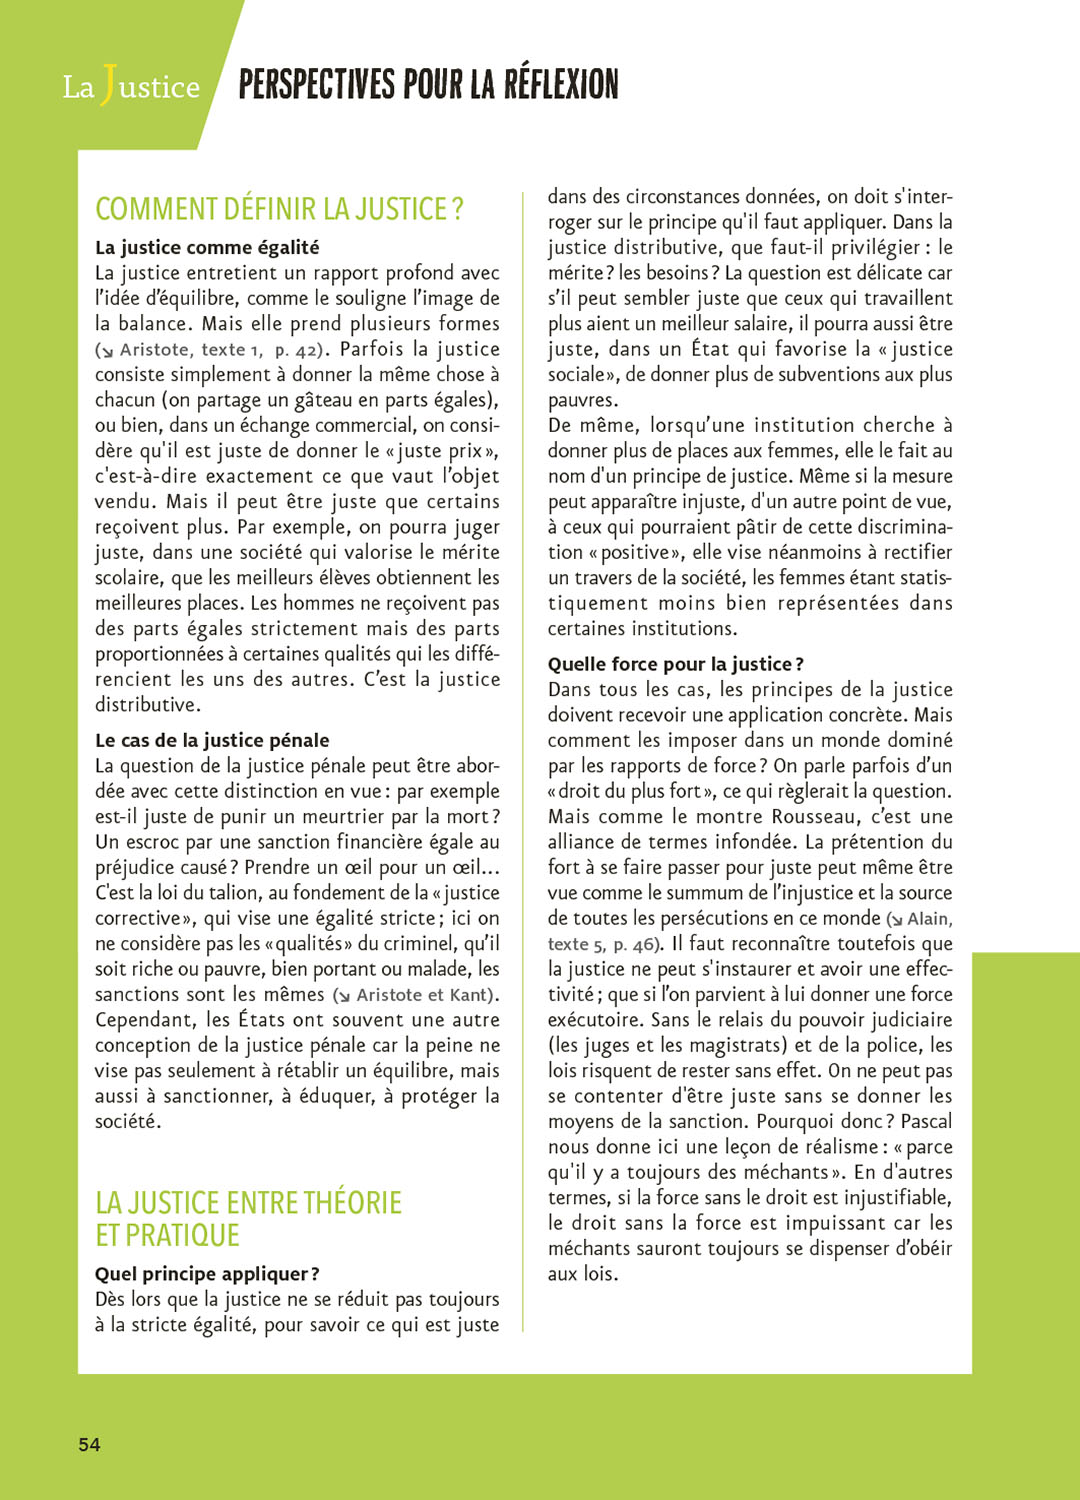 La Justice
PERSPECTIVES POUR LA RÉFLEXION
COMMENT DÉFINIR LA JUSTICE ?
La justice comme égalité
La justice entretient un rapport profond avec
l’idée d’équilibre, comme le souligne l’image de
la balance. Mais elle prend plusieurs formes
(↘ Aristote, texte 1, p. 42). Parfois la justice
consiste simplement à donner la même chose à
chacun (on partage un gâteau en parts égales),
ou bien, dans un échange commercial, on consi-
dère qu'il est juste de donner le « juste prix »,
c'est-à-dire exactement ce que vaut l’objet
vendu. Mais il peut être juste que certains
reçoivent plus. Par exemple, on pourra juger
juste, dans une société qui valorise le mérite
scolaire, que les meilleurs élèves obtiennent les
meilleures places. Les hommes ne reçoivent pas
des parts égales strictement mais des parts
proportionnées à certaines qualités qui les diffé-
rencient les uns des autres. C’est la justice
distributive.
Le cas de la justice pénale
La question de la justice pénale peut être abor-
dée avec cette distinction en vue : par exemple
est-il juste de punir un meurtrier par la mort ?
Un escroc par une sanction financière égale au
préjudice causé ? Prendre un œil pour un œil...
C'est la loi du talion, au fondement de la « justice
corrective », qui vise une égalité stricte ; ici on
ne considère pas les « qualités » du criminel, qu’il
soit riche ou pauvre, bien portant ou malade, les
sanctions sont les mêmes (↘ Aristote et Kant).
Cependant, les États ont souvent une autre
conception de la justice pénale car la peine ne
vise pas seulement à rétablir un équilibre, mais
aussi à sanctionner, à éduquer, à protéger la
société.
LA JUSTICE ENTRE THÉORIE
ET PRATIQUE
Quel principe appliquer ?
Dès lors que la justice ne se réduit pas toujours
à la stricte égalité, pour savoir ce qui est juste
dans des circonstances données, on doit s'inter-
roger sur le principe qu'il faut appliquer. Dans la
justice distributive, que faut-il privilégier : le
mérite ? les besoins ? La question est délicate car
s’il peut sembler juste que ceux qui travaillent
plus aient un meilleur salaire, il pourra aussi être
juste, dans un État qui favorise la « justice
sociale », de donner plus de subventions aux plus
pauvres.
De même, lorsqu’une institution cherche à
donner plus de places aux femmes, elle le fait au
nom d'un principe de justice. Même si la mesure
peut apparaître injuste, d'un autre point de vue,
à ceux qui pourraient pâtir de cette discrimina-
tion « positive », elle vise néanmoins à rectifier
un travers de la société, les femmes étant statis-
tiquement moins bien représentées dans
certaines institutions.
Quelle force pour la justice ?
Dans tous les cas, les principes de la justice
doivent recevoir une application concrète. Mais
comment les imposer dans un monde dominé
par les rapports de force ? On parle parfois d’un
« droit du plus fort », ce qui règlerait la question.
Mais comme le montre Rousseau, c’est une
alliance de termes infondée. La prétention du
fort à se faire passer pour juste peut même être
vue comme le summum de l’injustice et la source
de toutes les persécutions en ce monde (↘ Alain,
texte 5, p. 46). Il faut reconnaître toutefois que
la justice ne peut s'instaurer et avoir une effec-
tivité ; que si l’on parvient à lui donner une force
exécutoire. Sans le relais du pouvoir judiciaire
(les juges et les magistrats) et de la police, les
lois risquent de rester sans effet. On ne peut pas
se contenter d'être juste sans se donner les
moyens de la sanction. Pourquoi donc ? Pascal
nous donne ici une leçon de réalisme : « parce
qu'il y a toujours des méchants ». En d'autres
termes, si la force sans le droit est injustifiable,
le droit sans la force est impuissant car les
méchants sauront toujours se dispenser d’obéir
aux lois.
54